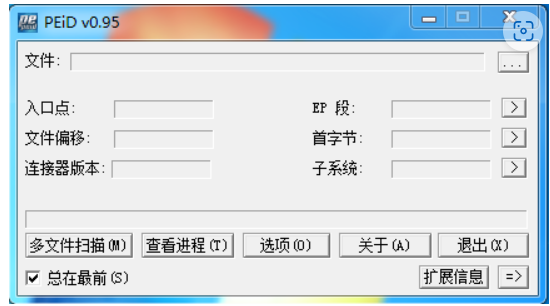 PEiD v0.95
文件: ...
入口点: EP 段: >
文件偏移: 首字节: >
连接器版本: 子系统: >
多文件扫描(M) 查看进程(T) 选项(O) 关于(A) 退出(X)
总在最前(S) 扩展信息 =>